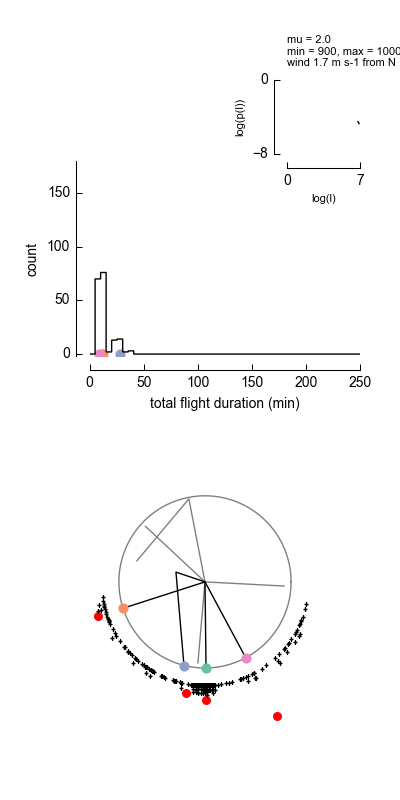 mu = 2.0
min = 900, max = 1000
wind 1.7 m s-1 from N
0
log(p(l))
−8
0
7
log(l)
150
count
100
50
0
0
50
100
150
200
250
total flight duration (min)